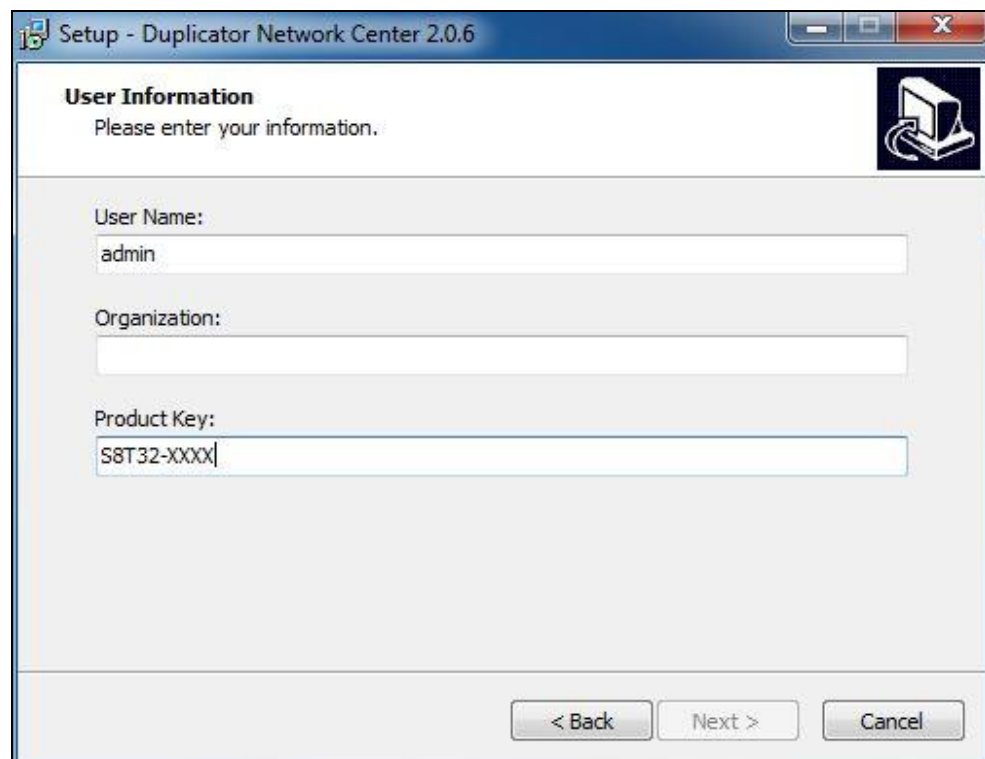 Setup - Duplicator Network Center 2.0.6
User Information
Please enter your information.
User Name:
admin
Organization:
Product Key:
S8T32-XXXX
< Back Next > Cancel